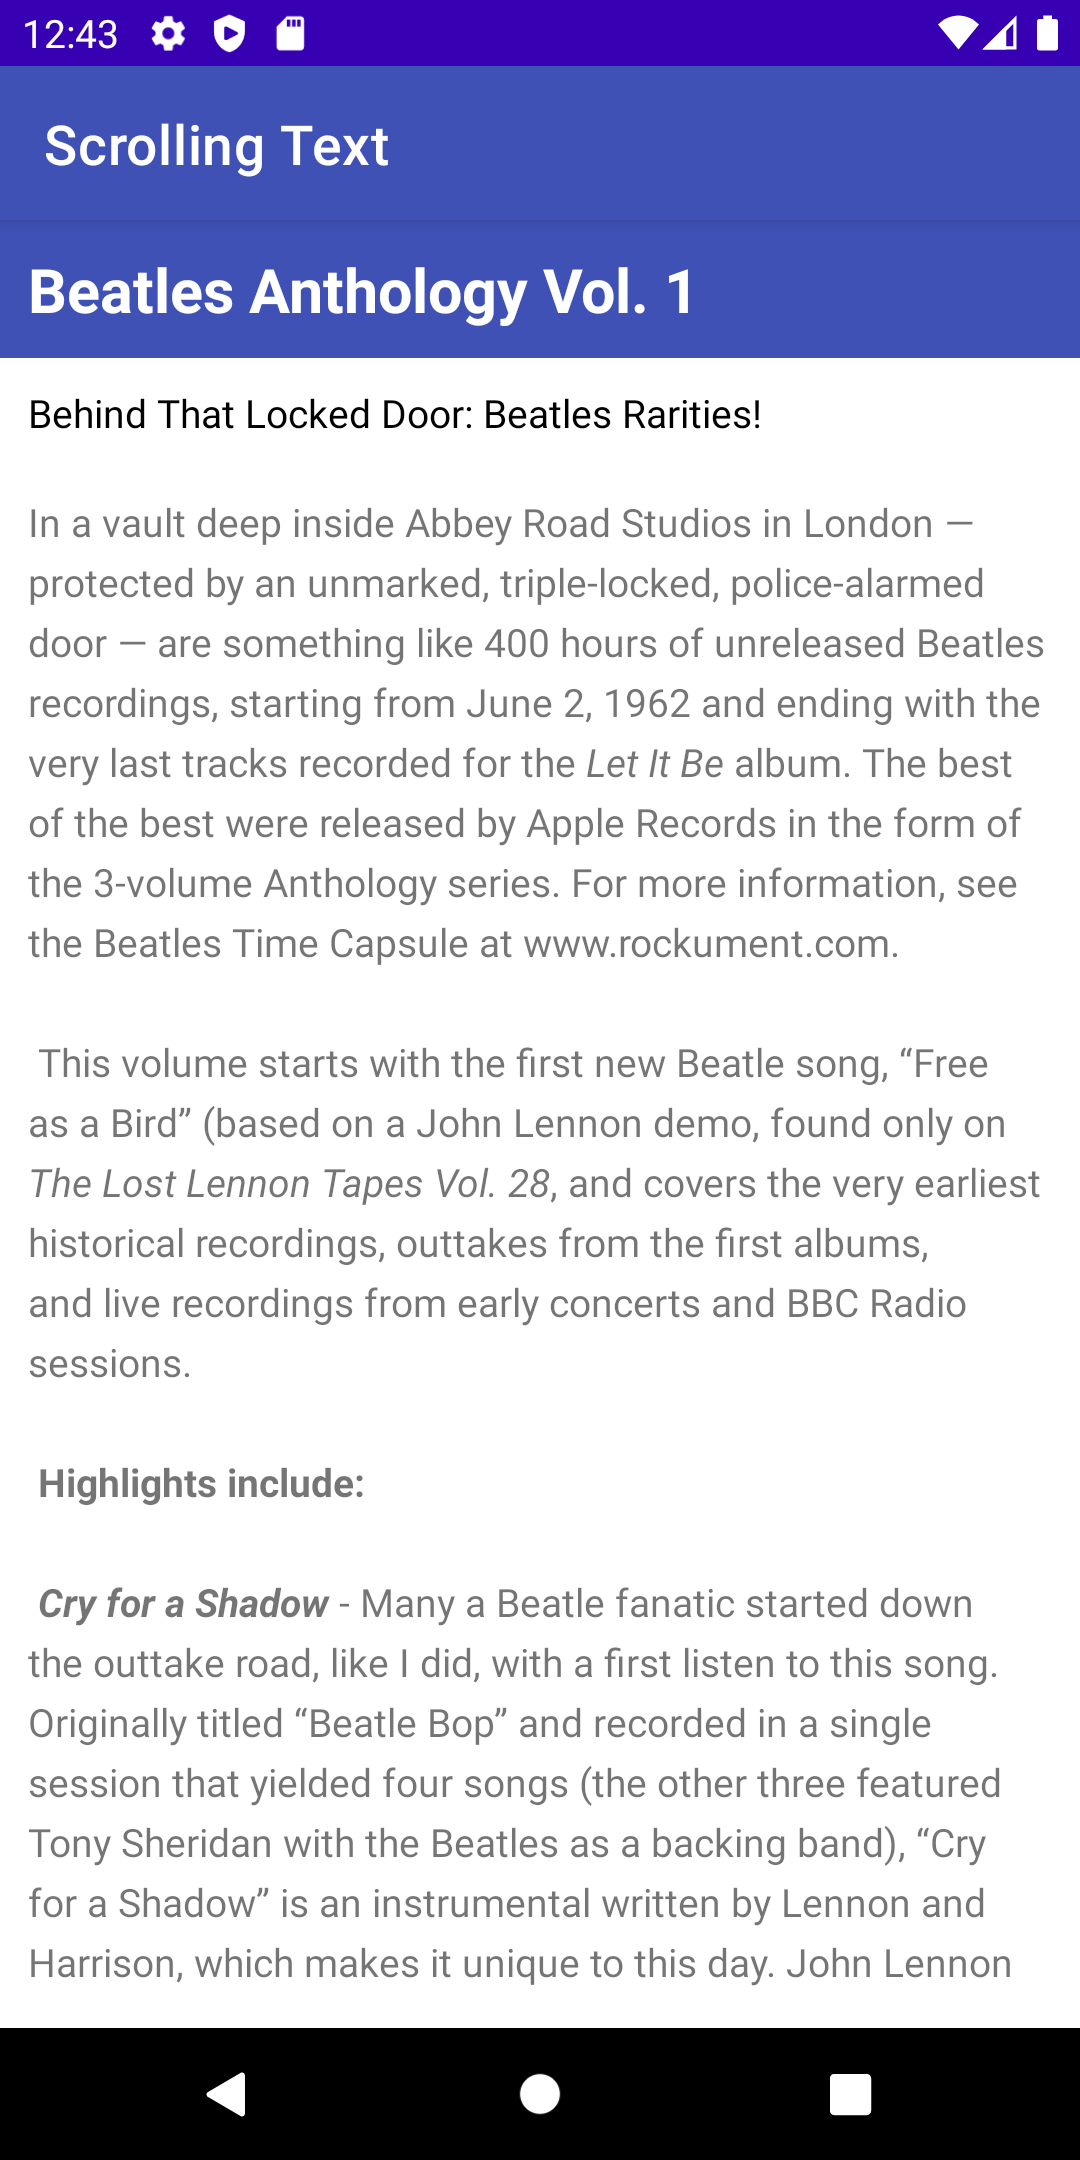 12:43
Scrolling Text
Beatles Anthology Vol. 1
Behind That Locked Door: Beatles Rarities!
In a vault deep inside Abbey Road Studios in London —
protected by an unmarked, triple-locked, police-alarmed
door — are something like 400 hours of unreleased Beatles
recordings, starting from June 2, 1962 and ending with the
very last tracks recorded for the Let It Be album. The best
of the best were released by Apple Records in the form of
the 3-volume Anthology series. For more information, see
the Beatles Time Capsule at www.rockument.com.
This volume starts with the first new Beatle song, “Free
as a Bird” (based on a John Lennon demo, found only on
The Lost Lennon Tapes Vol. 28, and covers the very earliest
historical recordings, outtakes from the first albums,
and live recordings from early concerts and BBC Radio
sessions.
Highlights include:
Cry for a Shadow - Many a Beatle fanatic started down
the outtake road, like I did, with a first listen to this song.
Originally titled “Beatle Bop” and recorded in a single
session that yielded four songs (the other three featured
Tony Sheridan with the Beatles as a backing band), “Cry
for a Shadow” is an instrumental written by Lennon and
Harrison, which makes it unique to this day. John Lennon